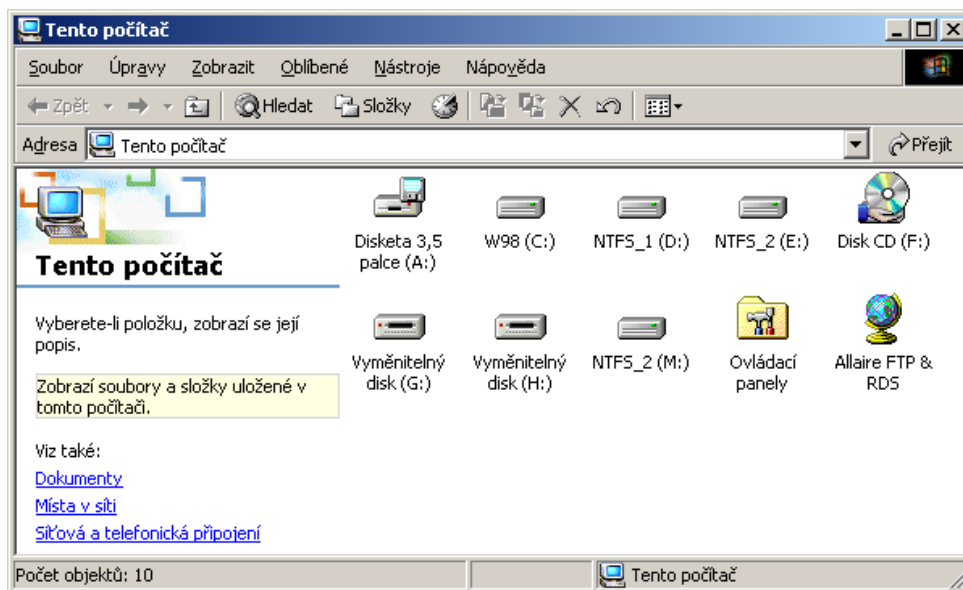 Tento počítač
Soubor Úpravy Zobrazit Oblíbené Nástroje Nápověda
Zpět Hledat Složky
Adresa Tento počítač Přejít
Tento počítač
Vyberete-li položku, zobrazí se její
popis.
Zobrazí soubory a složky uložené v
tomto počítači.
Viz také:
Dokumenty
Místa v síti
Síťová a telefonická připojení
Disketa 3,5
palce (A:)
W98 (C:)
NTFS_1 (D:)
NTFS_2 (E:)
Disk CD (F:)
Vyměnitelný
disk (G:)
Vyměnitelný
disk (H:)
NTFS_2 (M:)
Ovládací
panely
Allaire FTP &
RDS
Počet objektů: 10
Tento počítač